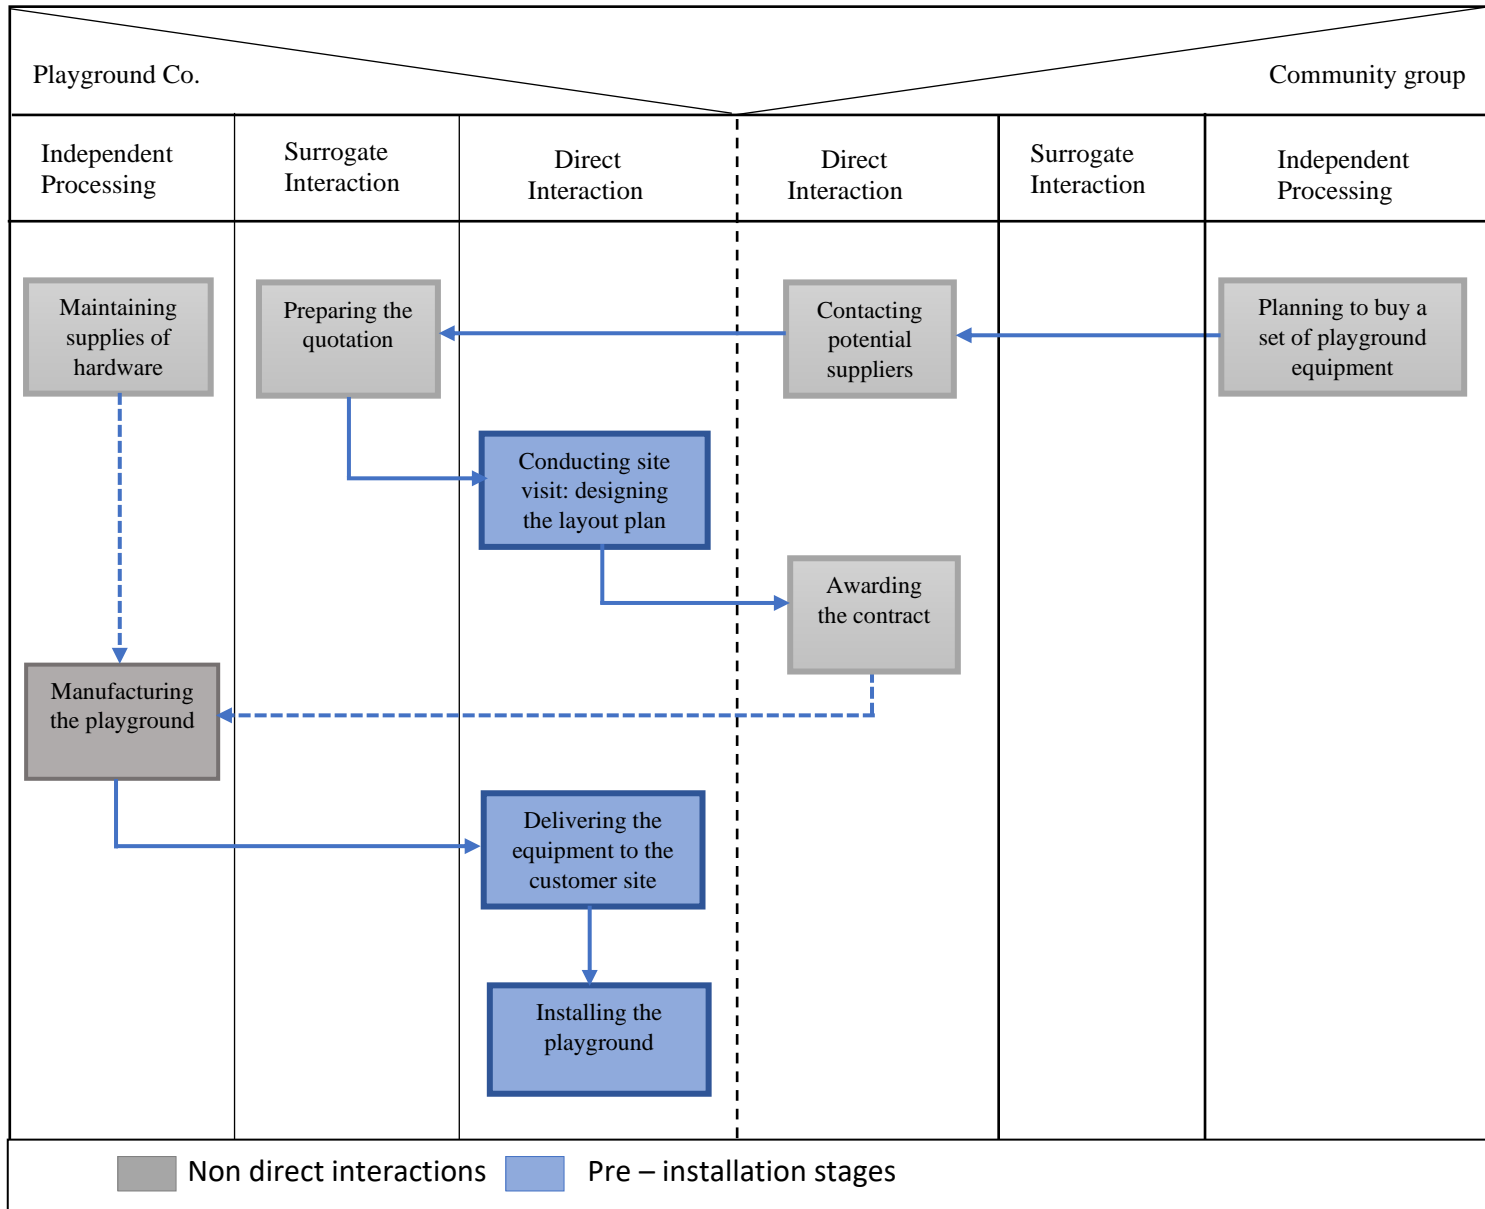 Playground Co.
Community group
Independent
Processing
Surrogate
Interaction
Direct
Interaction
Direct
Interaction
Surrogate
Interaction
Independent
Processing
Maintaining
supplies of
hardware
Preparing the
quotation
Contacting
potential
suppliers
Planning to buy a
set of playground
equipment
Conducting site
visit: designing
the layout plan
Awarding
the contract
Manufacturing
the playground
Delivering the
equipment to the
customer site
Installing the
playground
Non direct interactions
Pre – installation stages